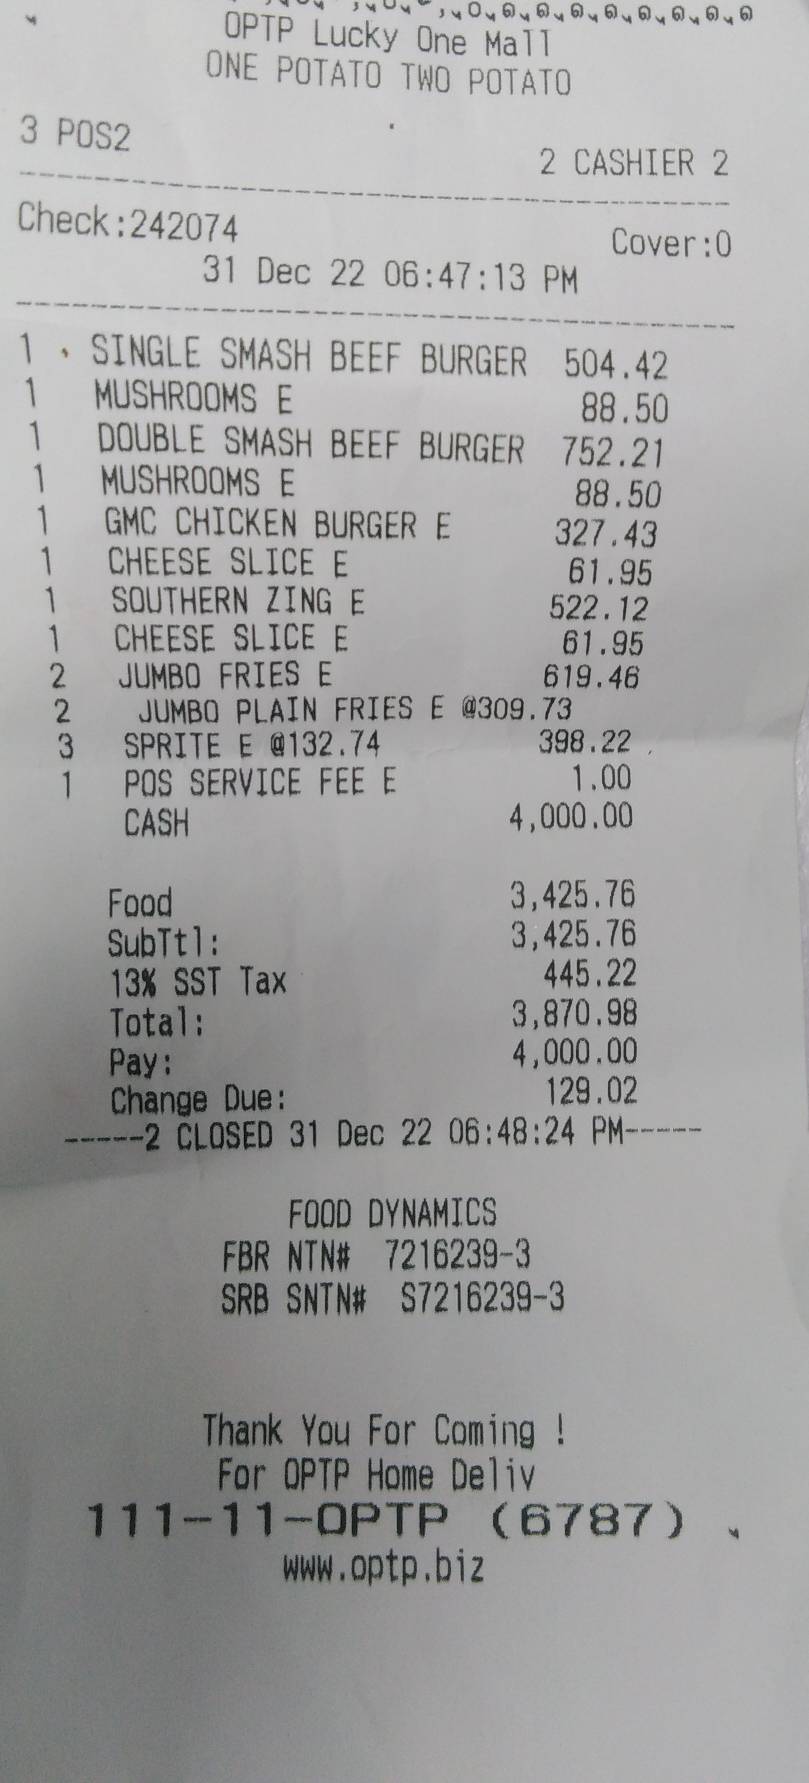 OPTP Lucky One Mall
ONE POTATO TWO POTATO
3 POS2 2 CASHIER 2
Check:242074 Cover:0
31 Dec 22 06:47:13 PM
1 SINGLE SMASH BEEF BURGER 504.42
1 MUSHROOMS E 88.50
1 DOUBLE SMASH BEEF BURGER 752.21
1 MUSHROOMS E 88.50
1 GMC CHICKEN BURGER E 327.43
1 CHEESE SLICE E 61.95
1 SOUTHERN ZING E 522.12
1 CHEESE SLICE E 61.95
2 JUMBO FRIES E 619.46
2 JUMBO PLAIN FRIES E @309.73
3 SPRITE E @132.74 398.22
1 POS SERVICE FEE E 1.00
CASH 4,000.00
Food 3,425.76
SubTtl: 3,425.76
13% SST Tax 445.22
Total: 3,870.98
Pay: 4,000.00
Change Due: 129.02
-----2 CLOSED 31 Dec 22 06:48:24 PM-----
FOOD DYNAMICS
FBR NTN# 7216239-3
SRB SNTN# S7216239-3
Thank You For Coming !
For OPTP Home Deliv
111-11-OPTP (6787)
www.optp.biz